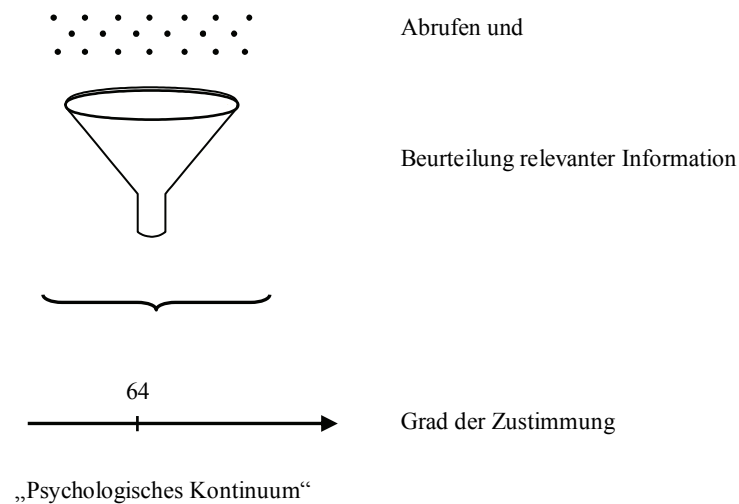 Abrufen und
Beurteilung relevanter Information
64
Grad der Zustimmung
„Psychologisches Kontinuum“